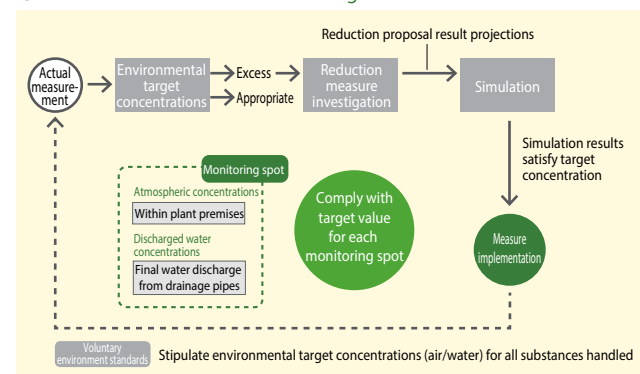 Reduction proposal result projections
Actual
measure-
ment
Environmental
target
concentrations
Excess
Appropriate
Reduction
measure
investigation
Simulation
Simulation results
satisfy target
concentration
Monitoring spot
Atmospheric concentrations
Within plant premises
Discharged water
concentrations
Final water discharge
from drainage pipes
Comply with
target value
for each
monitoring spot
Measure
implementation
Voluntary
environment standards
Stipulate environmental target concentrations (air/water) for all substances handled